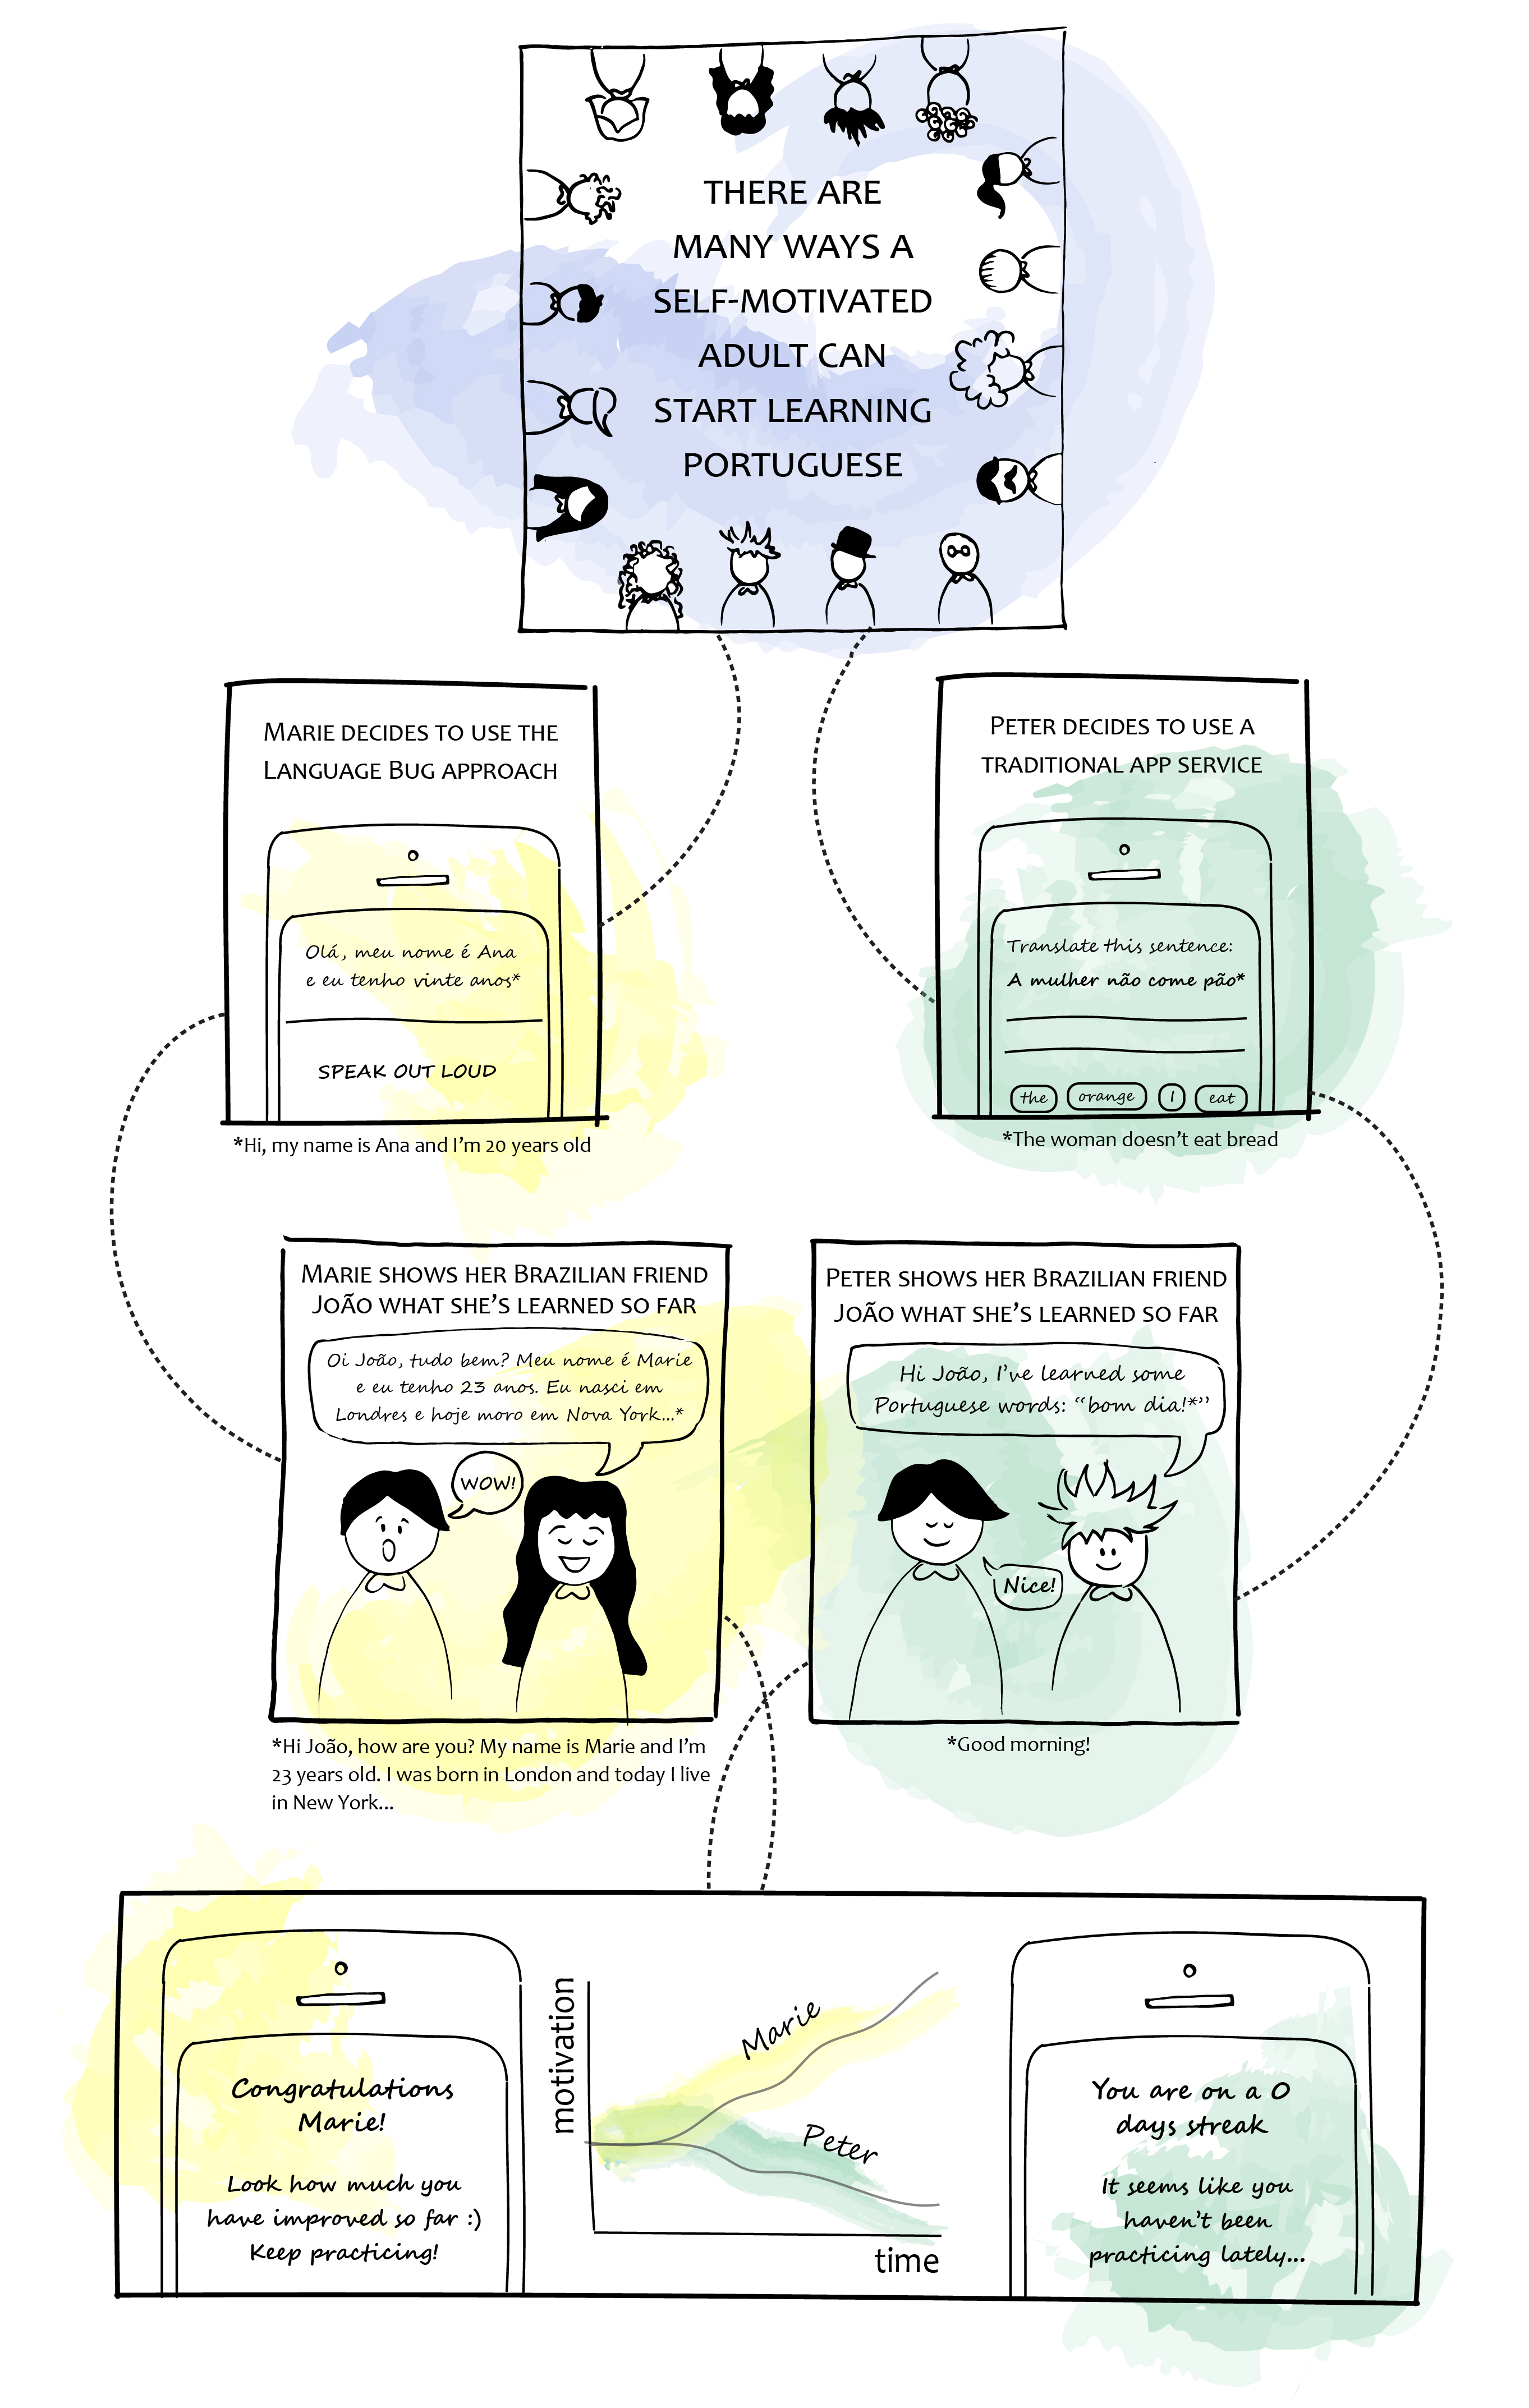 THERE ARE
MANY WAYS A
SELF-MOTIVATED
ADULT CAN
START LEARNING
PORTUGUESE
MARIE DECIDES TO USE THE
LANGUAGE BUG APPROACH
Olá, meu nome é Ana
e eu tenho vinte anos*
SPEAK OUT LOUD
*Hi, my name is Ana and I'm 20 years old
PETER DECIDES TO USE A
TRADITIONAL APP SERVICE
Translate this sentence:
A mulher não come pão*
the orange I eat
*The woman doesn't eat bread
MARIE SHOWS HER BRAZILIAN FRIEND
JOÃO WHAT SHE'S LEARNED SO FAR
Oi João, tudo bem? Meu nome é Marie
e eu tenho 23 anos. Eu nasci em
Londres e hoje moro em Nova York...*
WOW!
*Hi João, how are you? My name is Marie and I'm
23 years old. I was born in London and today I live
in New York...
PETER SHOWS HER BRAZILIAN FRIEND
JOÃO WHAT SHE'S LEARNED SO FAR
Hi João, I've learned some
Portuguese words: "bom dia!*"
Nice!
*Good morning!
Congratulations
Marie!
Look how much you
have improved so far :)
Keep practicing!
motivation
Marie
Peter
time
You are on a 0
days streak
It seems like you
haven't been
practicing lately...